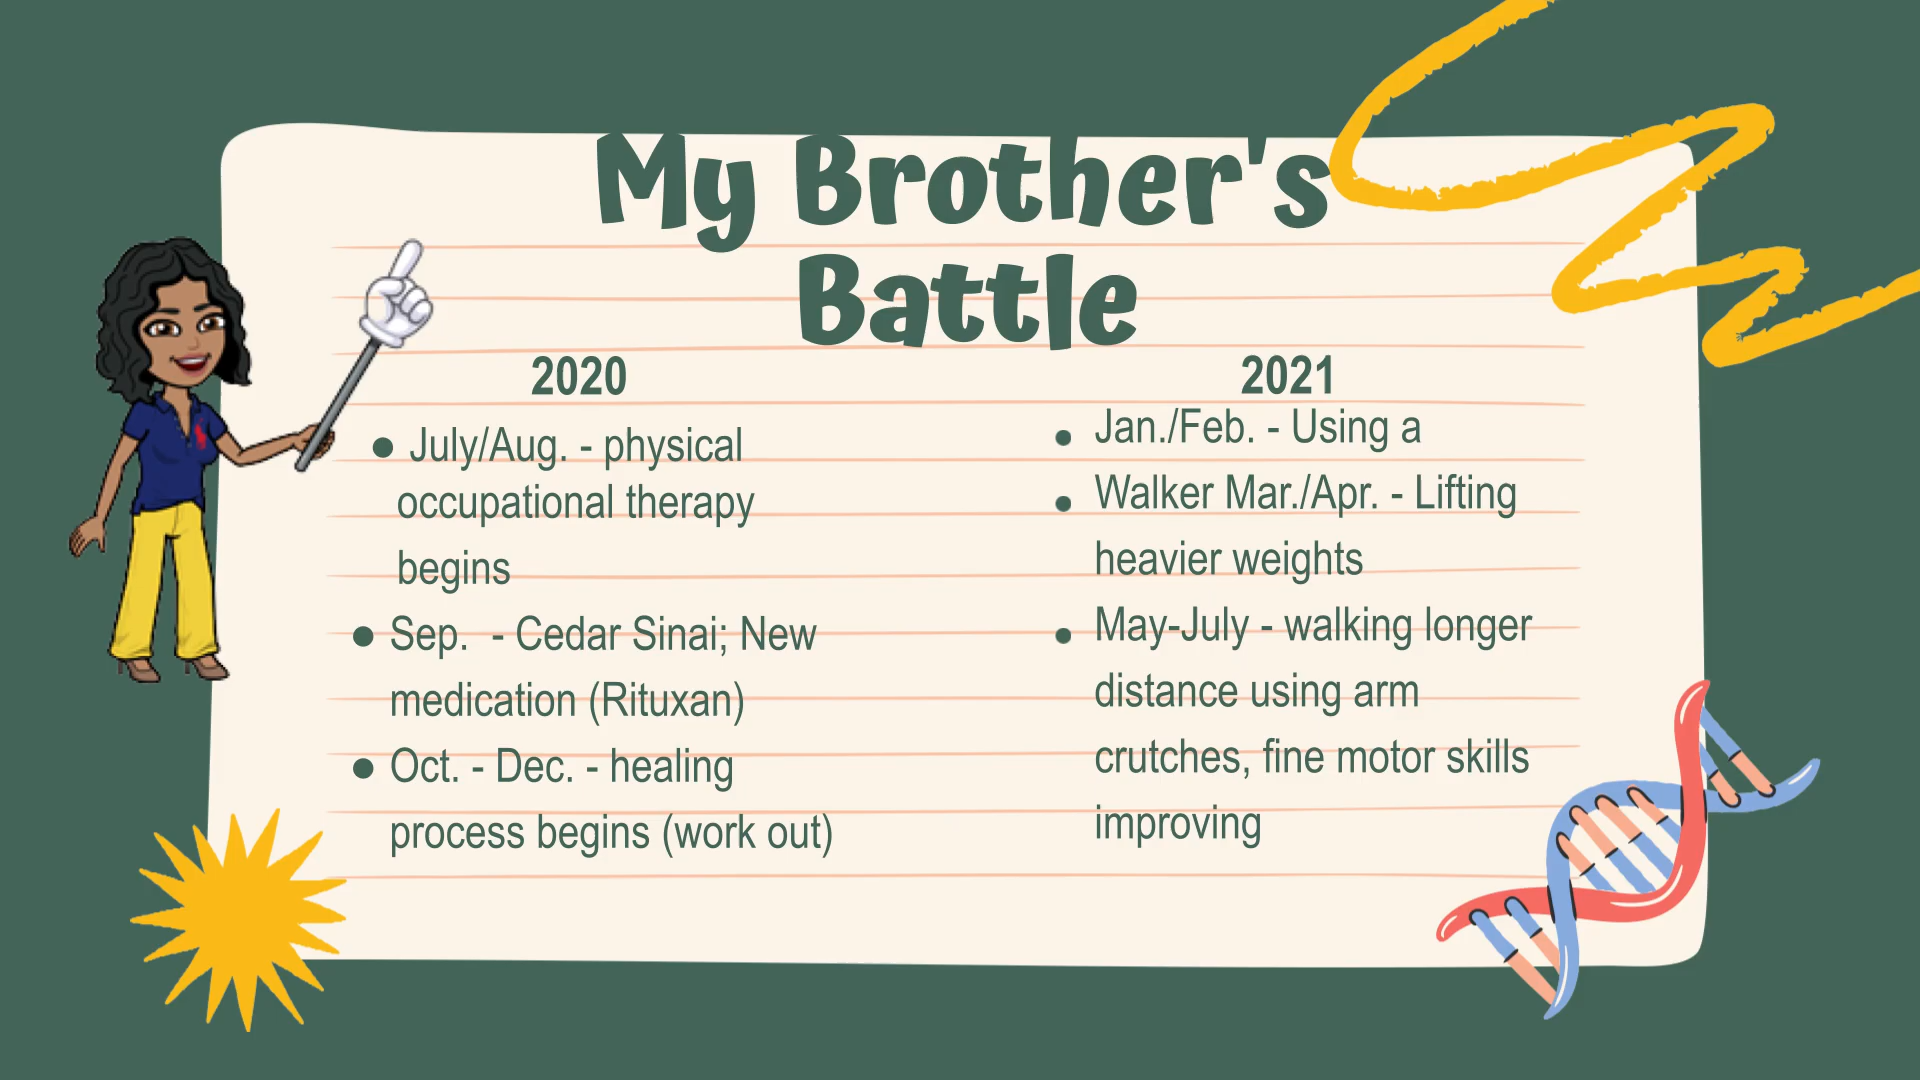 My Brother's
Battle
2020
● July/Aug. - physical
occupational therapy
begins
● Sep. - Cedar Sinai; New
medication (Rituxan)
● Oct. - Dec. - healing
process begins (work out)
2021
● Jan./Feb. - Using a
● Walker Mar./Apr. - Lifting
heavier weights
● May-July - walking longer
distance using arm
crutches, fine motor skills
improving